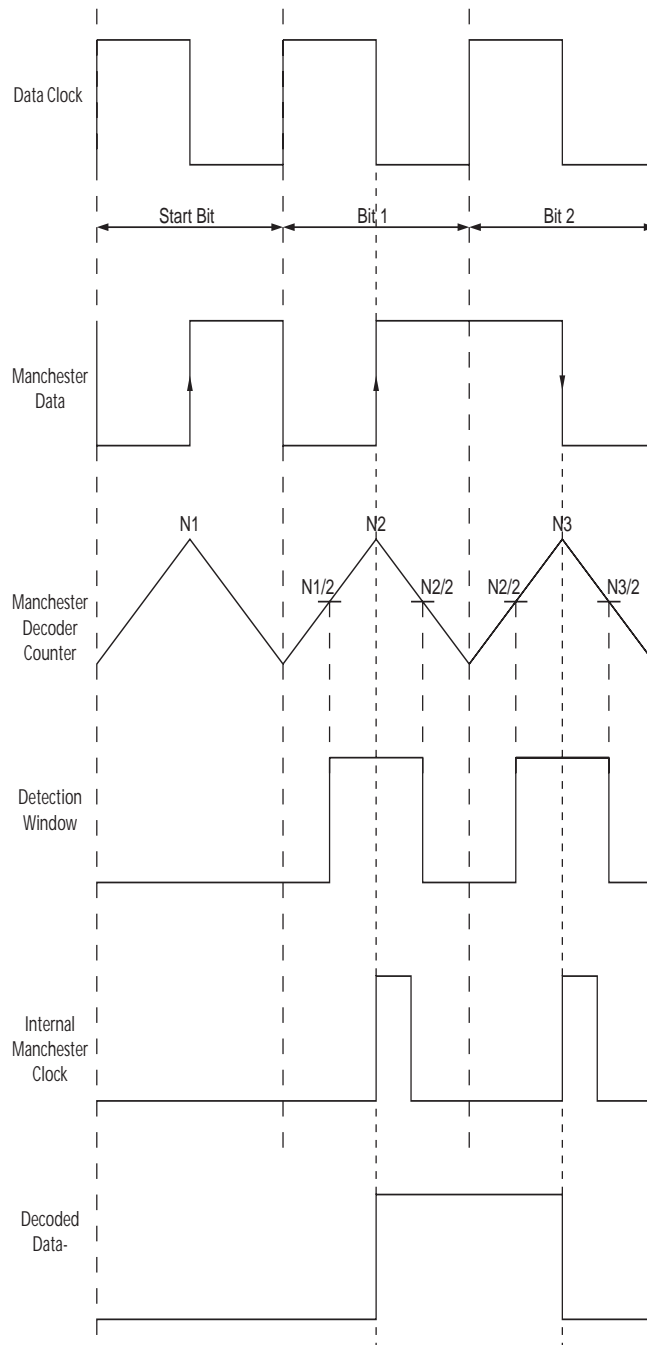 Data Clock
Start Bit
Bit 1
Bit 2
Manchester
Data
N1
N2
N3
N1/2
N2/2
N2/2
N3/2
Manchester
Decoder
Counter
Detection
Window
Internal
Manchester
Clock
Decoded
Data-